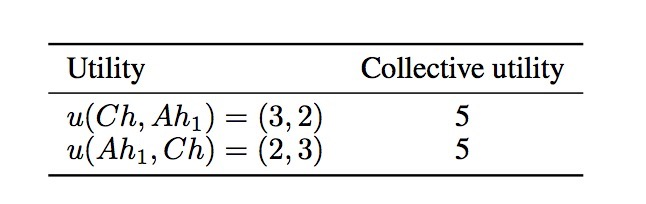 Utility Collective utility
u(Ch, Ah₁) = (3, 2) 5
u(Ah₁, Ch) = (2, 3) 5